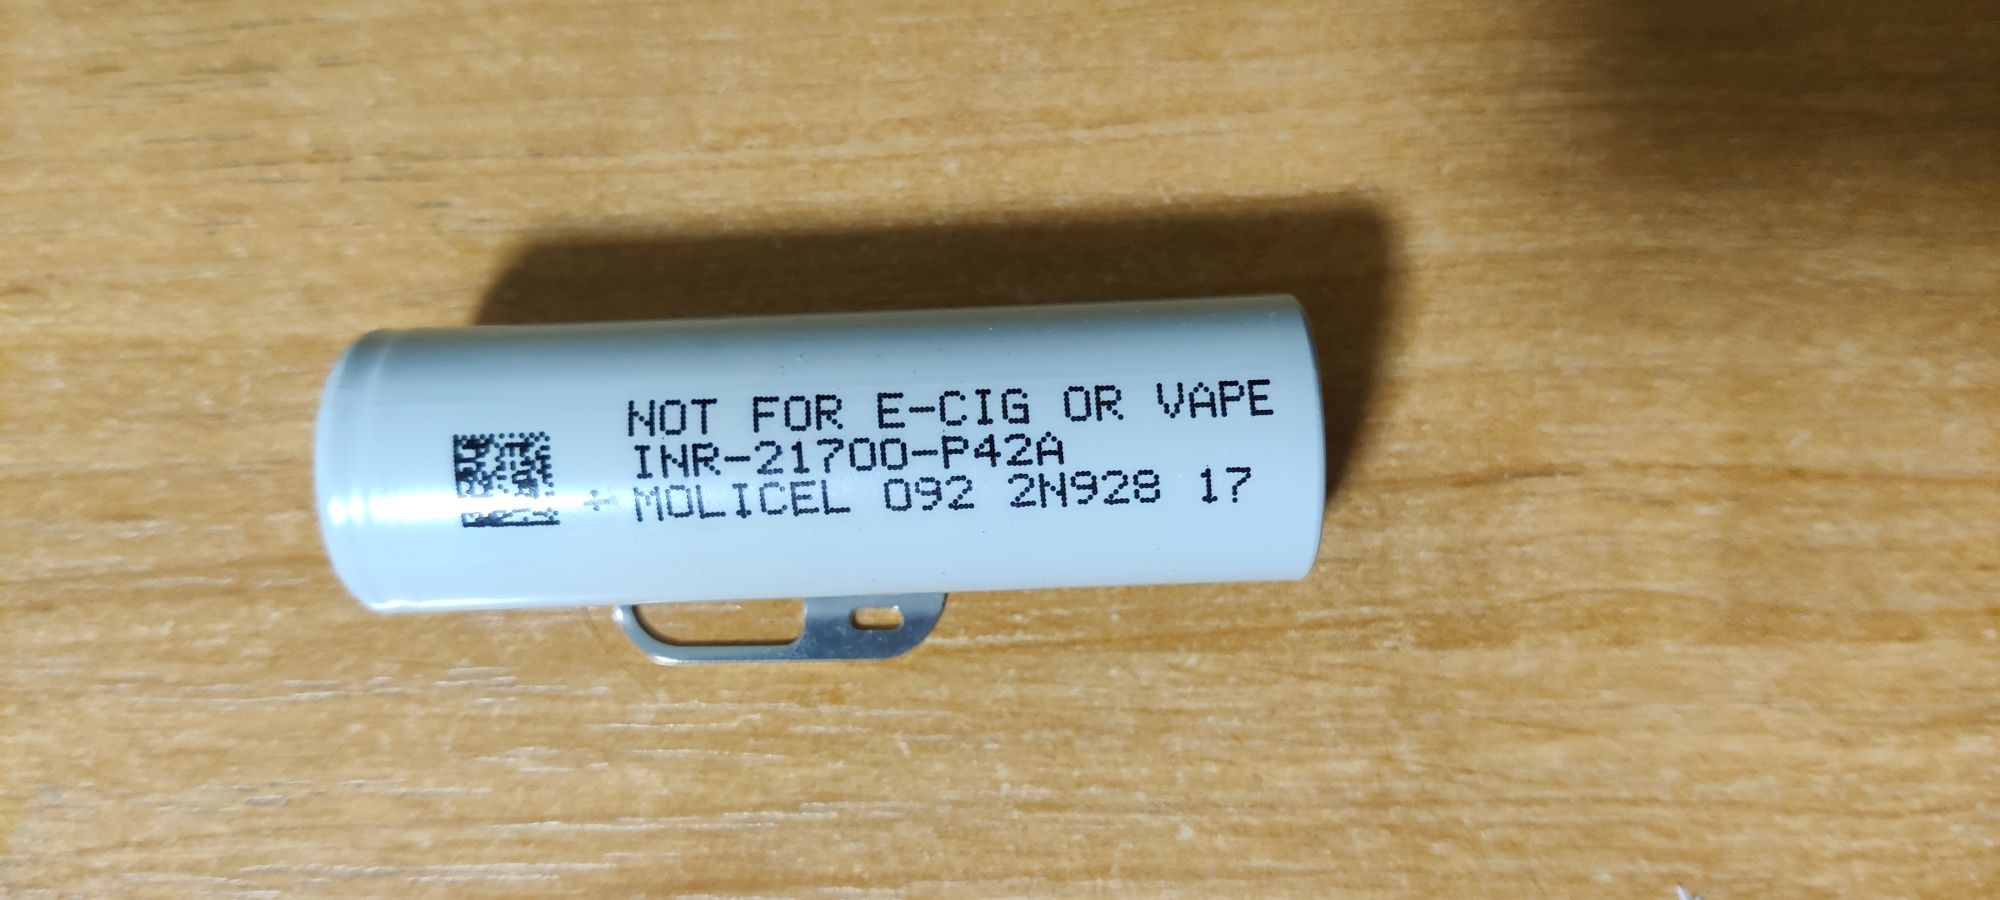 NOT FOR E-CIG OR VAPE
INR-21700-P42A
+ MOLICEL 092 2N928 17